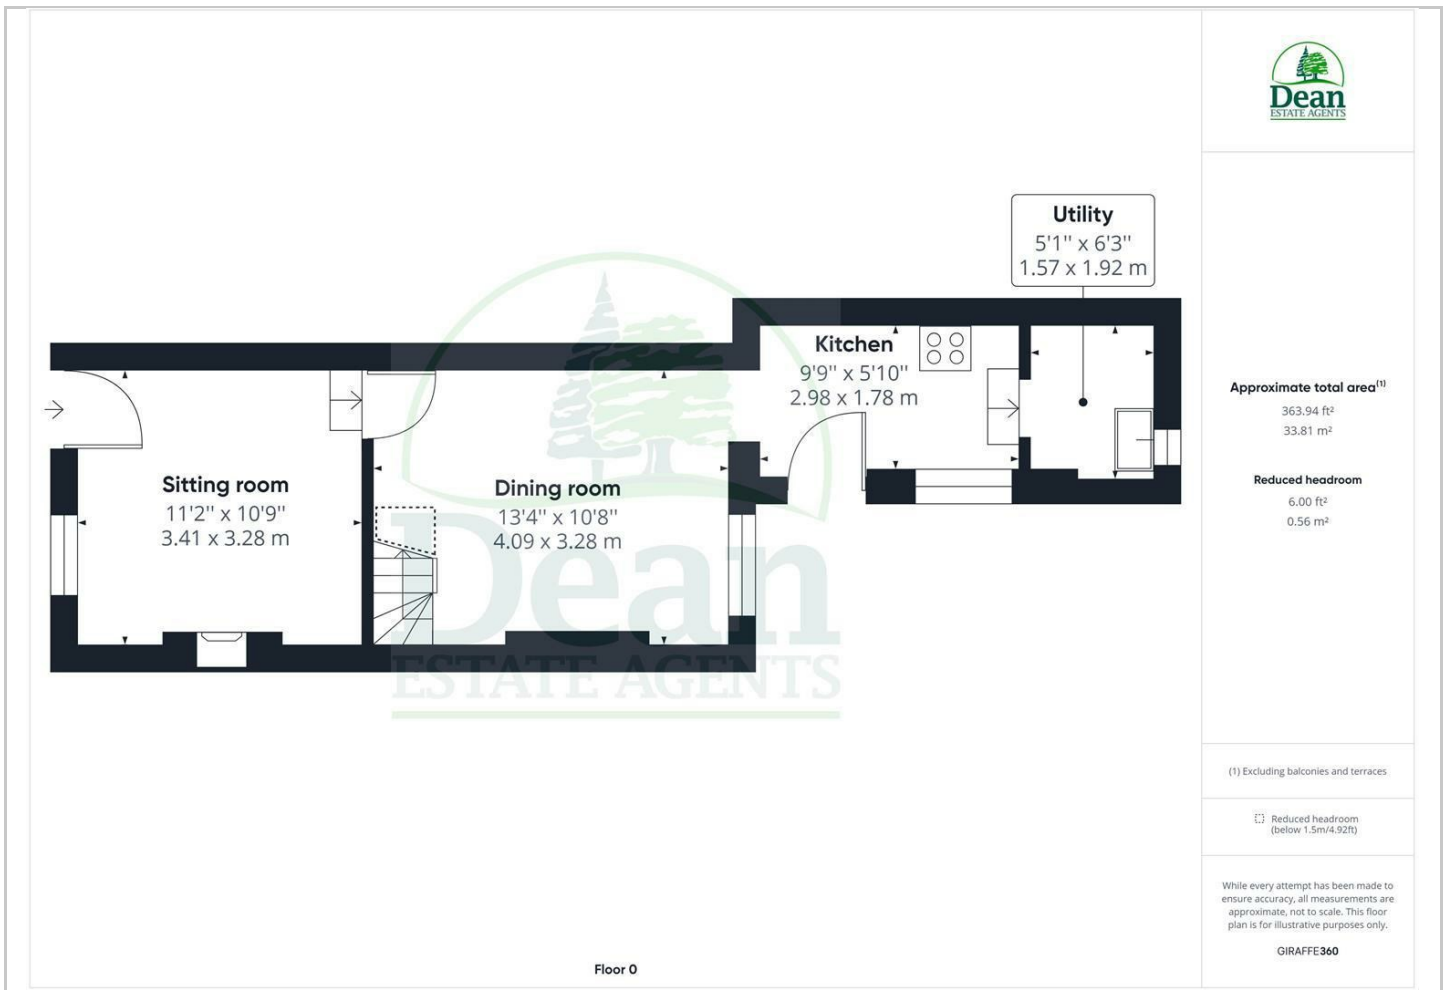 Dean
ESTATE AGENTS
Utility
5'1" x 6'3"
1.57 x 1.92 m
Kitchen
9'9" x 5'10"
2.98 x 1.78 m
Sitting room
11'2" x 10'9"
3.41 x 3.28 m
Dining room
13'4" x 10'8"
4.09 x 3.28 m
Dean
ESTATE AGENTS
Approximate total area(1)
363.94 ft²
33.81 m²
Reduced headroom
6.00 ft²
0.56 m²
(1) Excluding balconies and terraces
Reduced headroom
(below 1.5m/4.92ft)
While every attempt has been made to
ensure accuracy, all measurements are
approximate, not to scale. This floor
plan is for illustrative purposes only.
GIRAFFE360
Floor 0